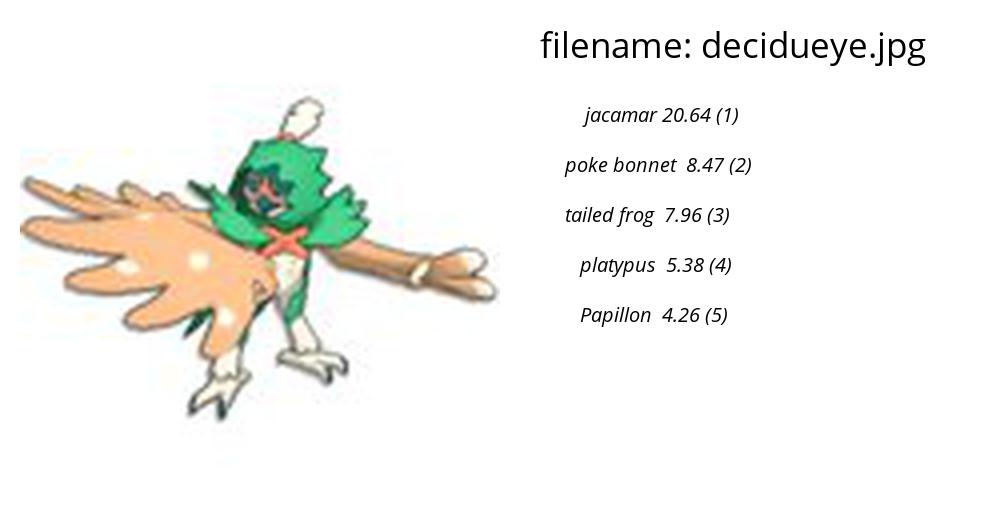 filename: decidueye.jpg
jacamar 20.64 (1)
poke bonnet 8.47 (2)
tailed frog 7.96 (3)
platypus 5.38 (4)
Papillon 4.26 (5)